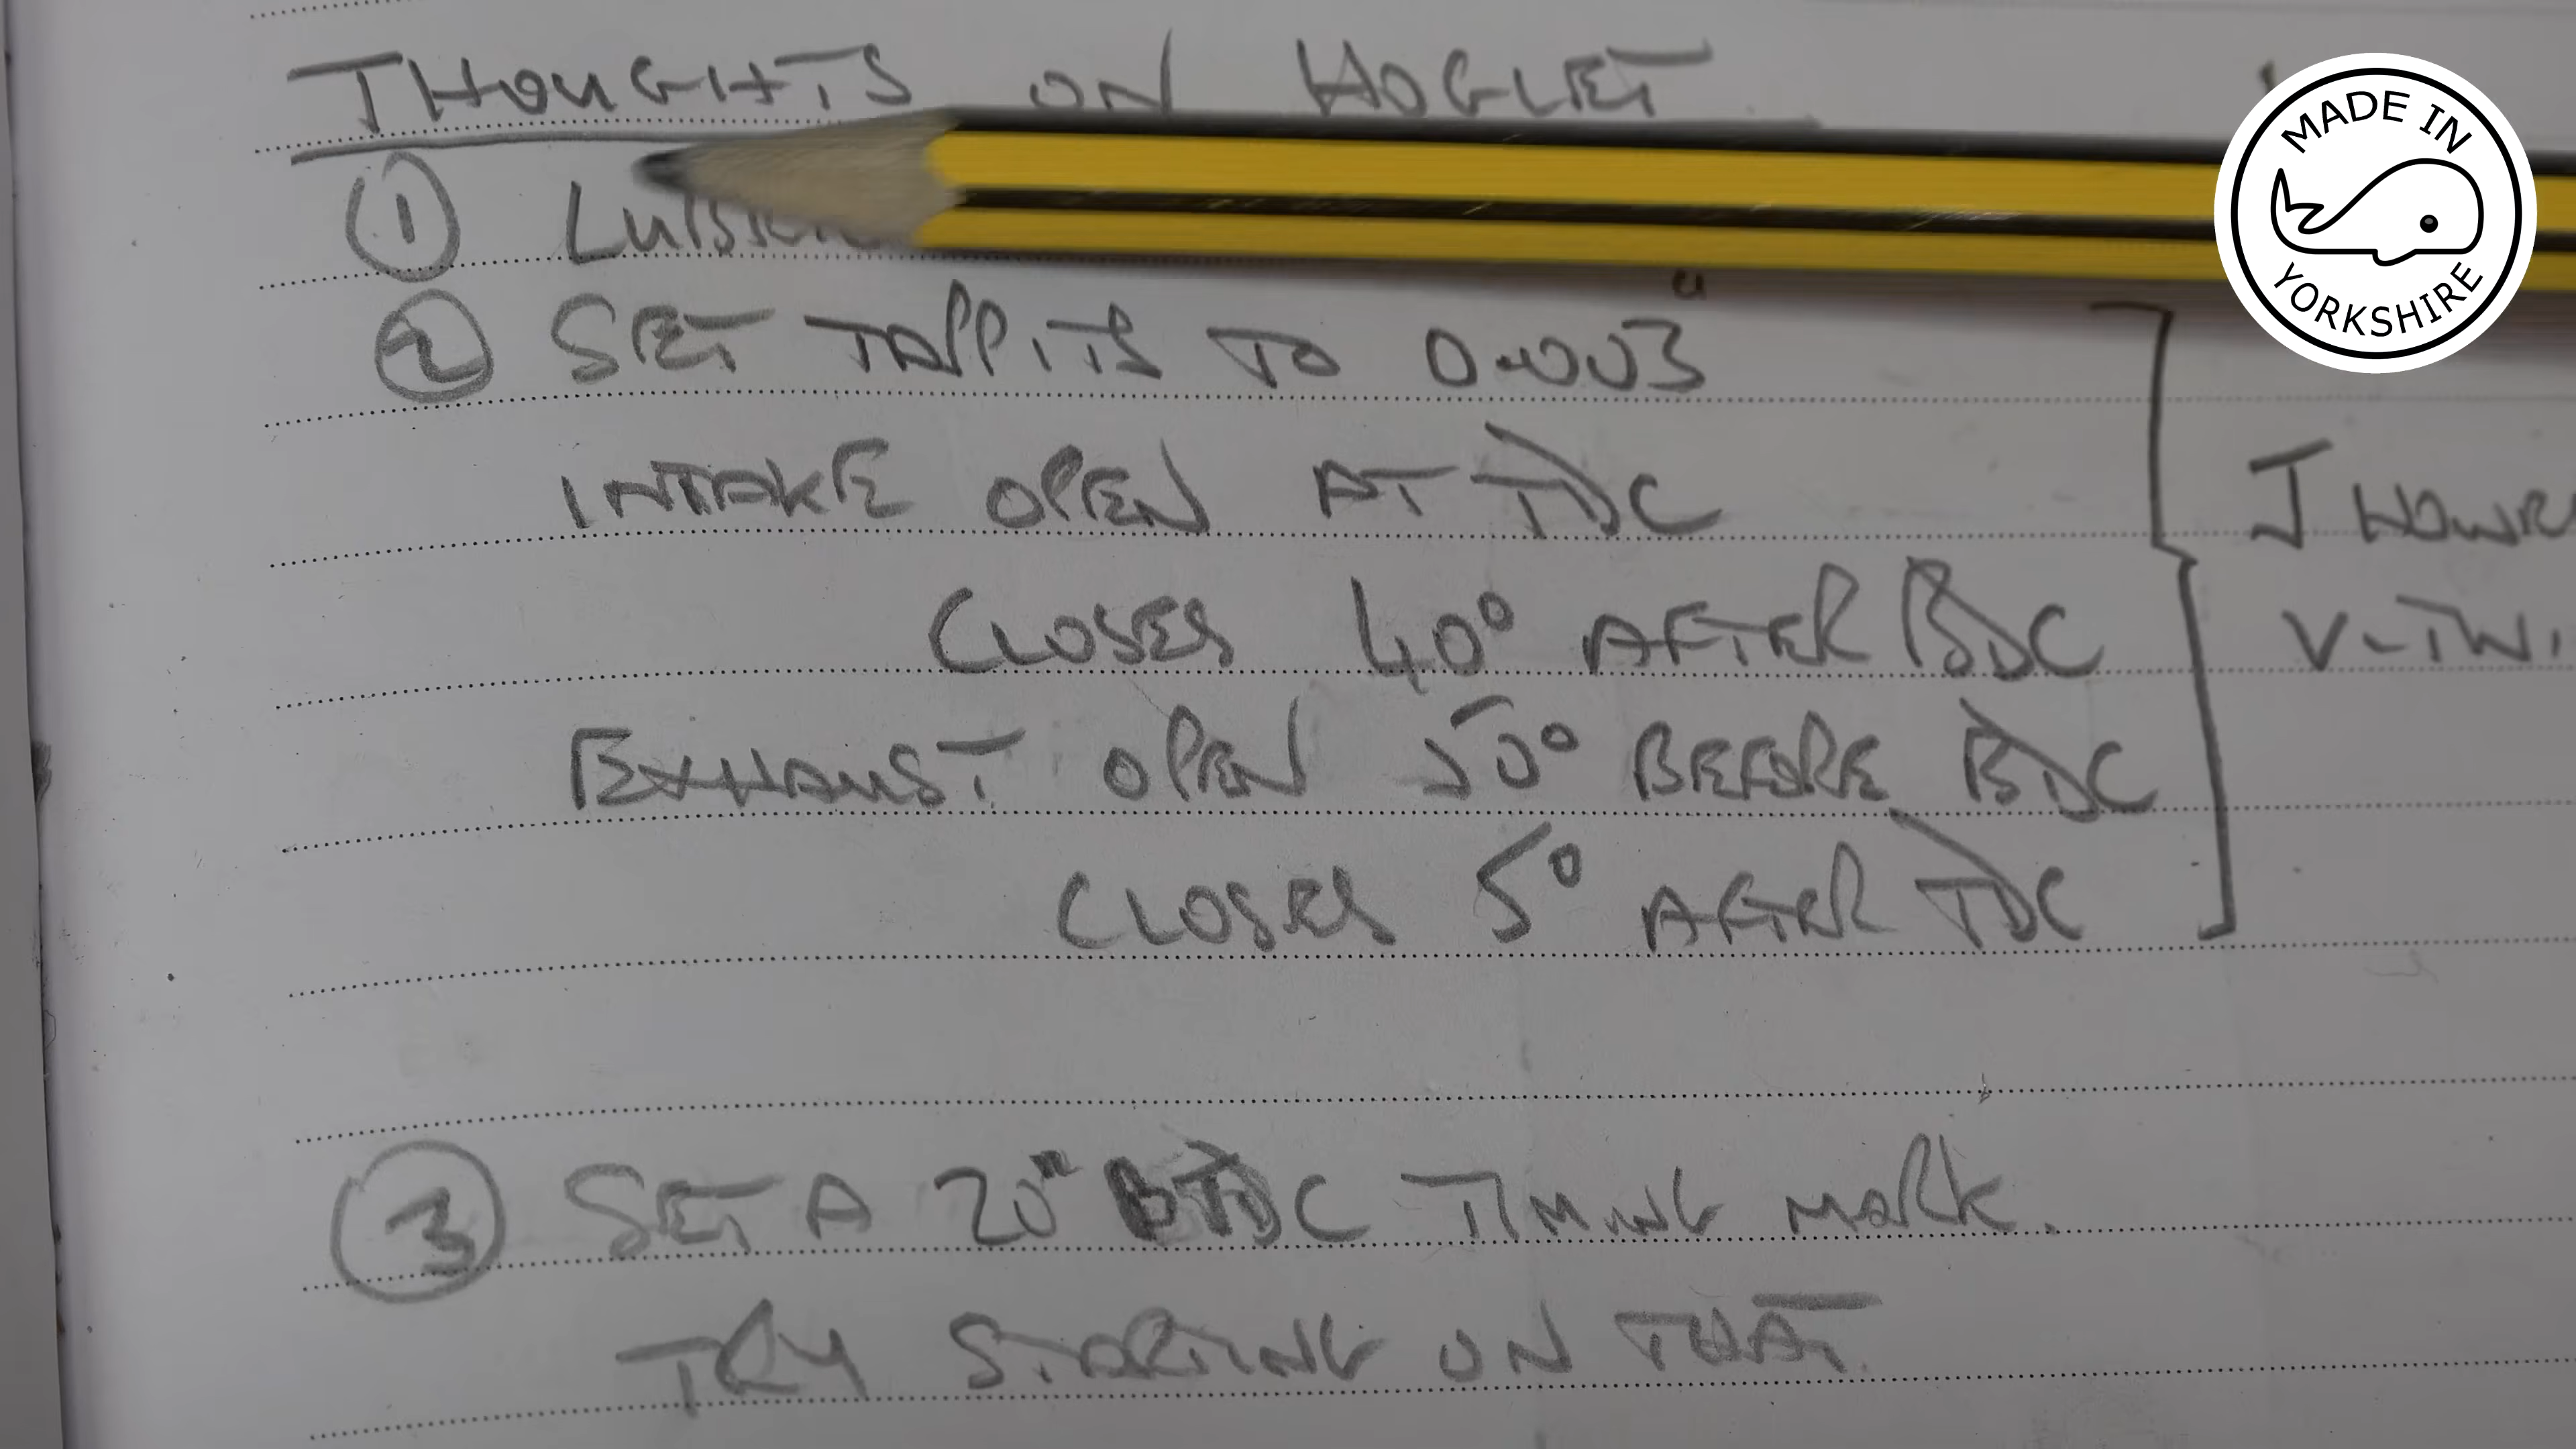 THOUGHTS ON HOGLET
① 
② SET TAPPITS TO 0.003"
INTAKE OPEN AT TDC
CLOSES 40° AFTER BDC
EXHAUST OPEN 50° BEFORE BDC
CLOSES 5° AFTER TDC
J
③ SET A 20° BTDC TIMING MARK.
TRY STARTING ON THAT.
MADE IN
YORKSHIRE